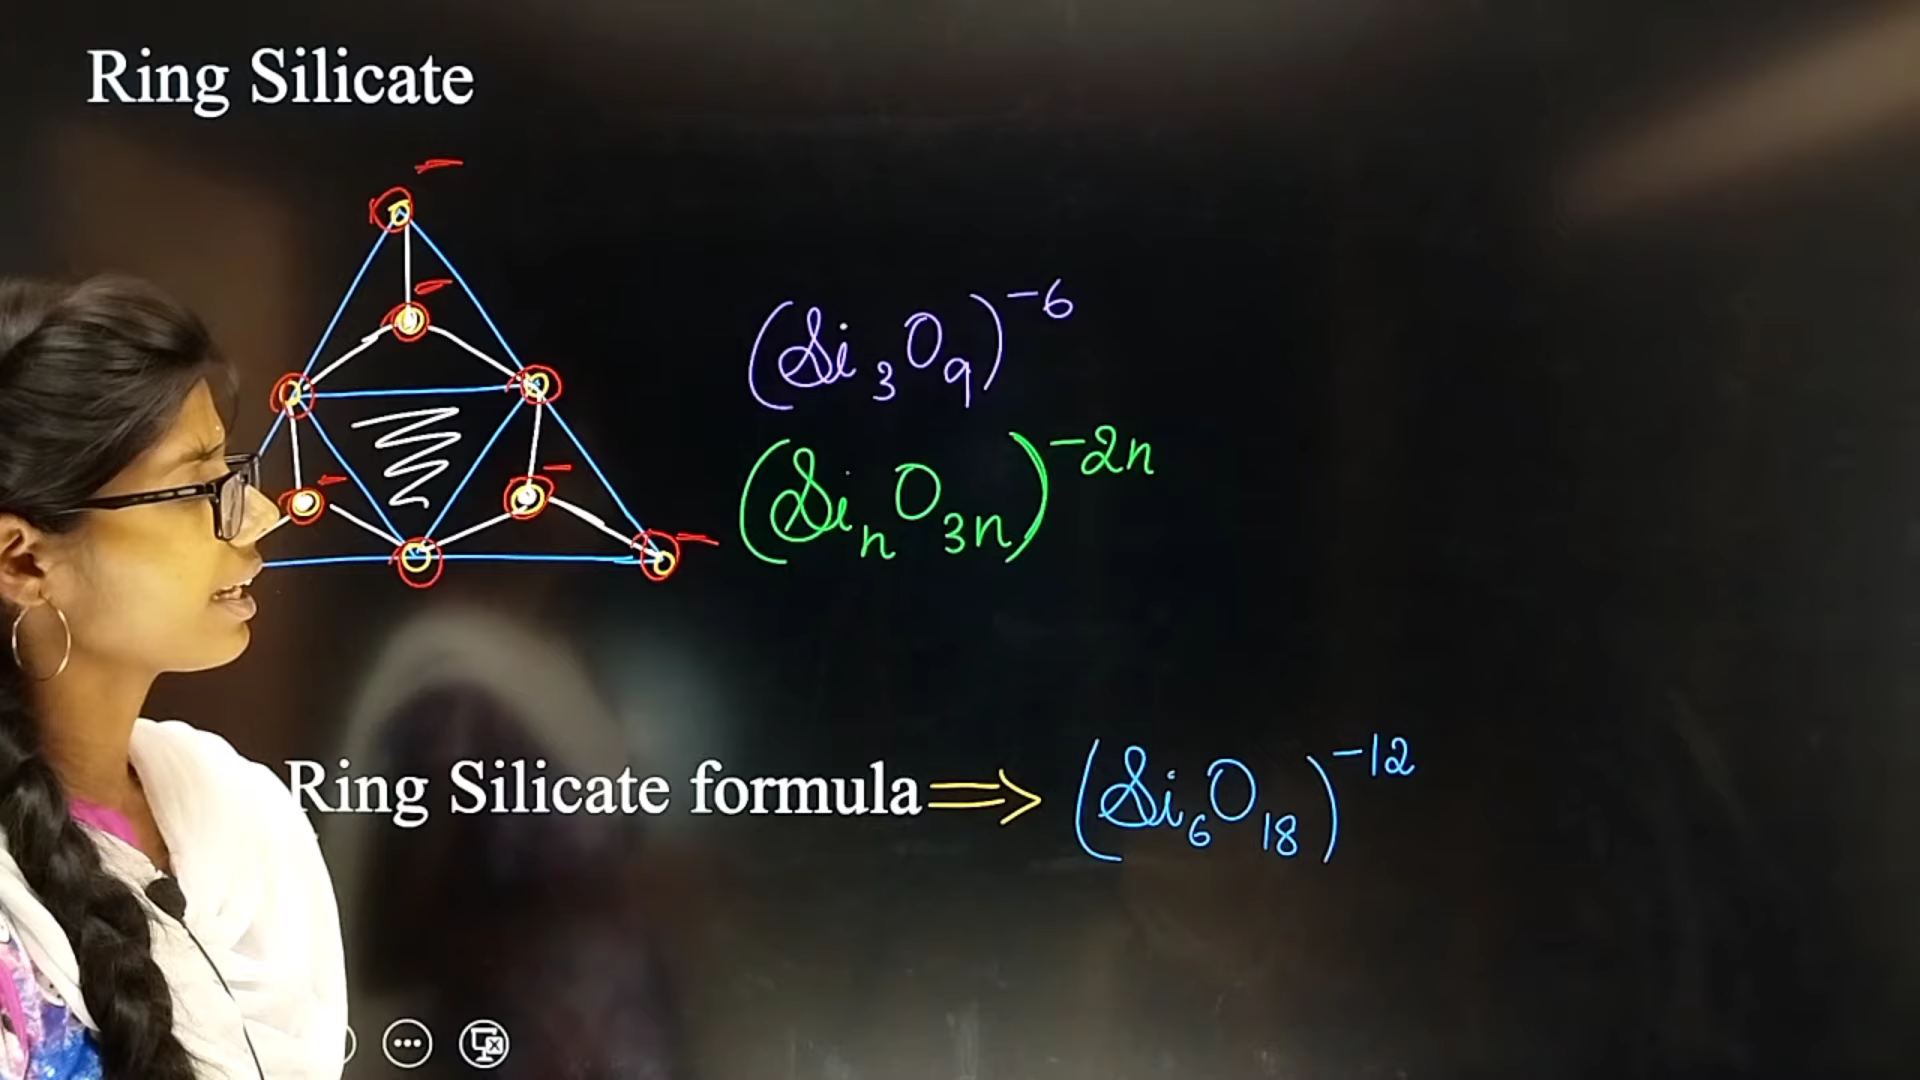 Ring Silicate
(Si₃O₉)⁻⁶
(SiₙO₃ₙ)⁻²ⁿ
Ring Silicate formula ⇒ (Si₆O₁₈)⁻¹²